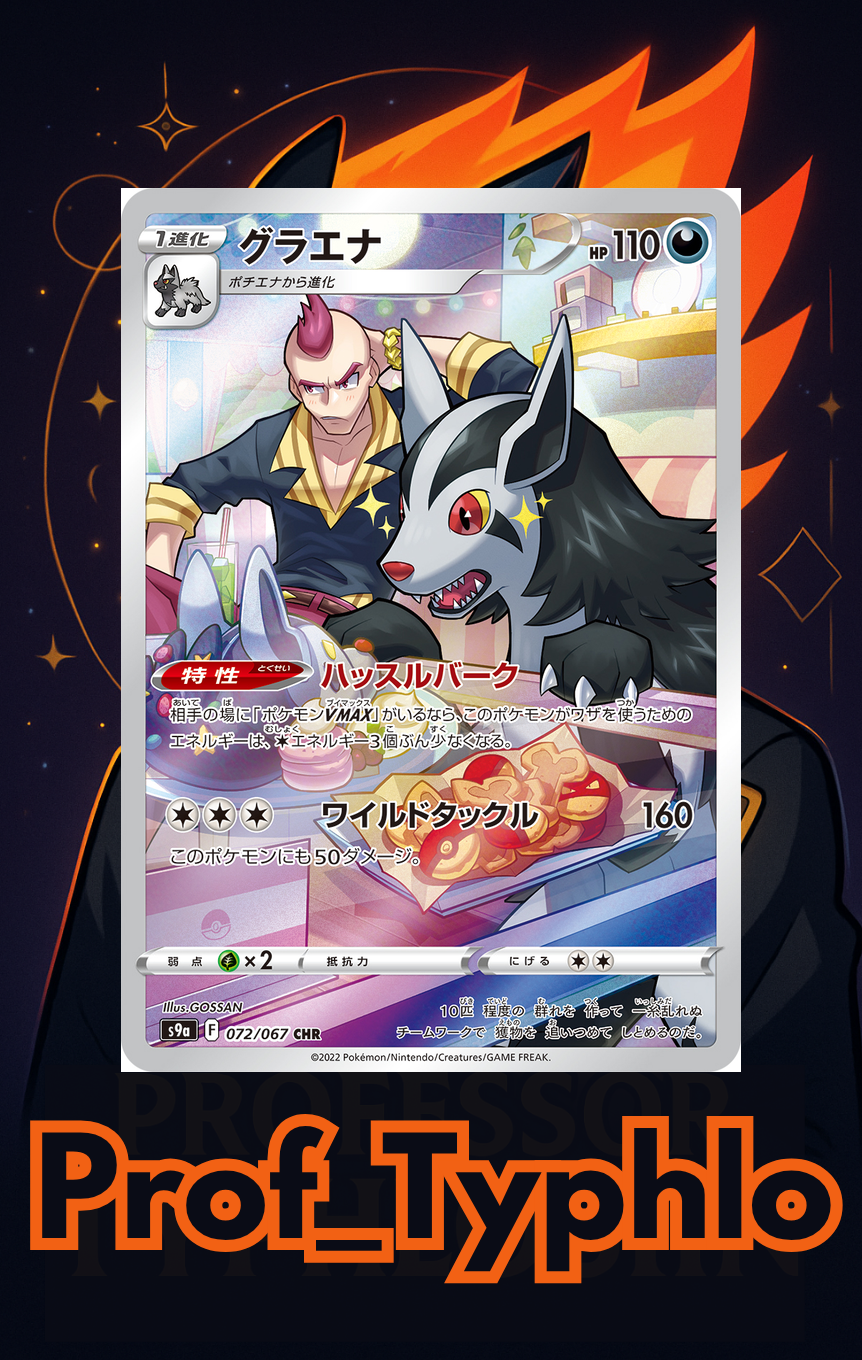 1進化
グラエナ
HP 110
ポチエナから進化
特性 とくせい ハッスルバーク
相手の場に「ポケモンVMAX」がいるなら、このポケモンがワザを使うための
エネルギーは、無色エネルギー3個ぶん少なくなる。
ワイルドタックル 160
このポケモンにも50ダメージ。
弱点 ×2 抵抗力 にげる
Illus.GOSSAN
10匹 程度の 群れを 作って 一糸乱れぬ
チームワークで 獲物を 追いつめて しとめるのだ。
s9a F 072/067 CHR
©2022 Pokémon/Nintendo/Creatures/GAME FREAK.
PROFESSOR
Prof_Typhlo